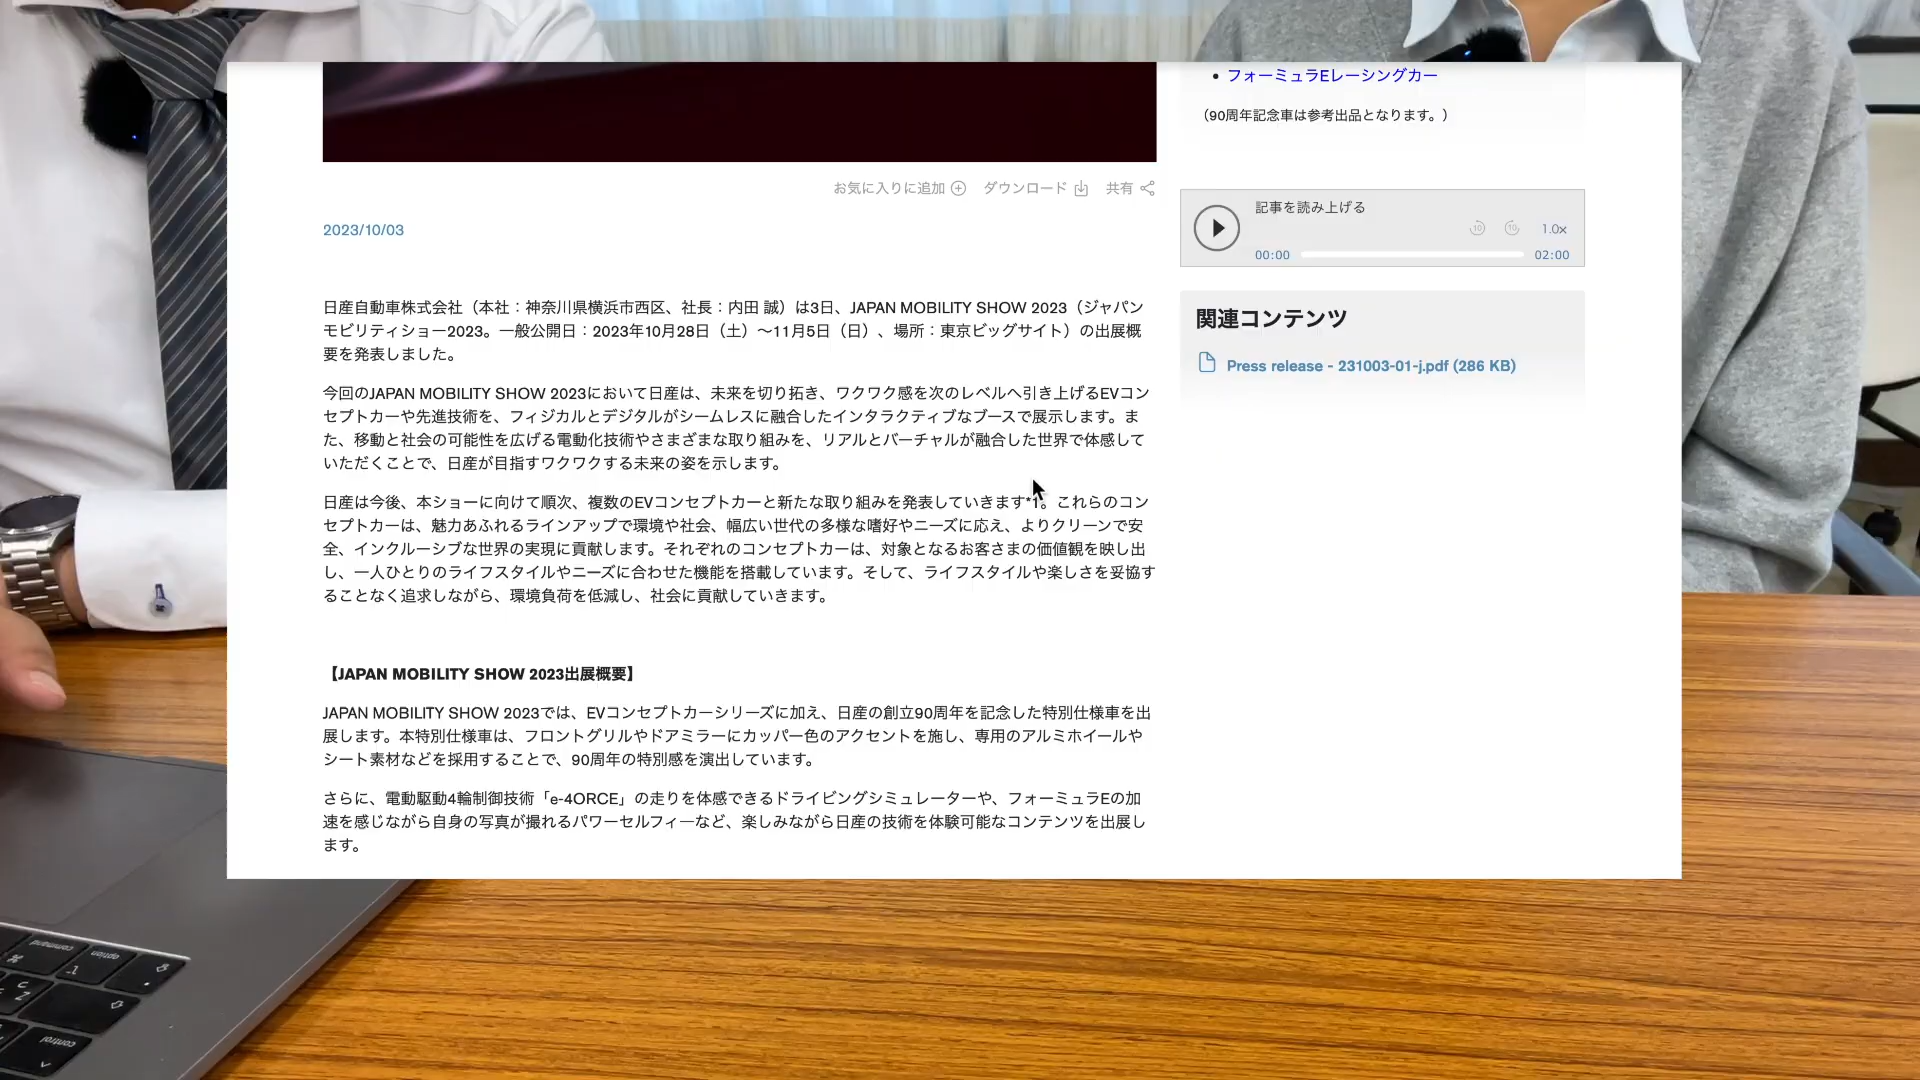 フォーミュラEレーシングカー
（90周年記念車は参考出品となります。）
お気に入りに追加
ダウンロード
共有
2023/10/03
記事を読み上げる
10
10
1.0x
00:00
02:00
関連コンテンツ
Press release - 231003-01-j.pdf (286 KB)
日産自動車株式会社（本社：神奈川県横浜市西区、社長：内田 誠）は3日、JAPAN MOBILITY SHOW 2023（ジャパン
モビリティショー2023。一般公開日：2023年10月28日（土）～11月5日（日）、場所：東京ビッグサイト）の出展概
要を発表しました。
今回のJAPAN MOBILITY SHOW 2023において日産は、未来を切り拓き、ワクワク感を次のレベルへ引き上げるEVコン
セプトカーや先進技術を、フィジカルとデジタルがシームレスに融合したインタラクティブなブースで展示します。ま
た、移動と社会の可能性を広げる電動化技術やさまざまな取り組みを、リアルとバーチャルが融合した世界で体感して
いただくことで、日産が目指すワクワクする未来の姿を示します。
日産は今後、本ショーに向けて順次、複数のEVコンセプトカーと新たな取り組みを発表していきます*1。これらのコン
セプトカーは、魅力あふれるラインアップで環境や社会、幅広い世代の多様な嗜好やニーズに応え、よりクリーンで安
全、インクルーシブな世界の実現に貢献します。それぞれのコンセプトカーは、対象となるお客さまの価値観を映し出
し、一人ひとりのライフスタイルやニーズに合わせた機能を搭載しています。そして、ライフスタイルや楽しさを妥協す
ることなく追求しながら、環境負荷を低減し、社会に貢献していきます。
【JAPAN MOBILITY SHOW 2023出展概要】
JAPAN MOBILITY SHOW 2023では、EVコンセプトカーシリーズに加え、日産の創立90周年を記念した特別仕様車を出
展します。本特別仕様車は、フロントグリルやドアミラーにカッパー色のアクセントを施し、専用のアルミホイールや
シート素材などを採用することで、90周年の特別感を演出しています。
さらに、電動駆動4輪制御技術「e-4ORCE」の走りを体感できるドライビングシミュレーターや、フォーミュラEの加
速を感じながら自身の写真が撮れるパワーセルフィーなど、楽しみながら日産の技術を体験可能なコンテンツを出展し
ます。
command
option
control